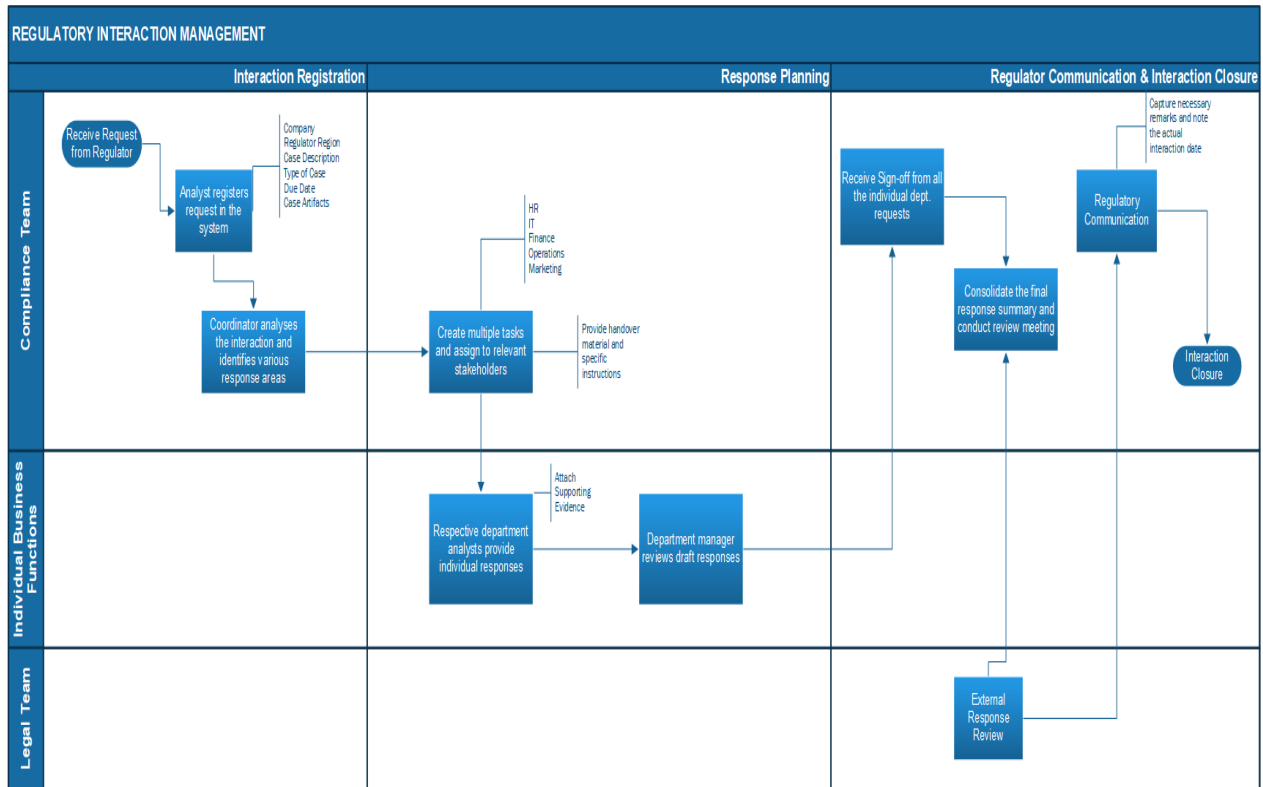 REGULATORY INTERACTION MANAGEMENT
Interaction Registration
Response Planning
Regulator Communication & Interaction Closure
Compliance Team
Receive Request
from Regulator
Analyst registers
request in the
system
Company
Regulator Region
Case Description
Type of Case
Due Date
Case Artifacts
Coordinator analyses
the interaction and
identifies various
response areas
HR
IT
Finance
Operations
Marketing
Create multiple tasks
and assign to relevant
stakeholders
Provide handover
material and
specific
instructions
Receive Sign-off from all
the individual dept.
requests
Consolidate the final
response summary and
conduct review meeting
Capture necessary
remarks and note
the actual
interaction date
Regulatory
Communication
Interaction
Closure
Individual Business
Functions
Respective department
analysts provide
individual responses
Attach
Supporting
Evidence
Department manager
reviews draft responses
Legal Team
External
Response
Review